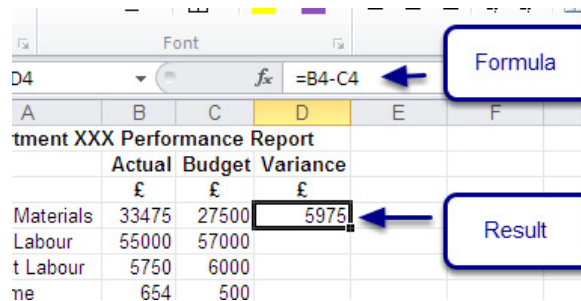 Font
Formula
D4 fx =B4-C4
A B C D E F
tment XXX Performance Report
Actual Budget Variance
£ £ £
Materials 33475 27500 5975
Result
Labour 55000 57000
t Labour 5750 6000
me 654 500